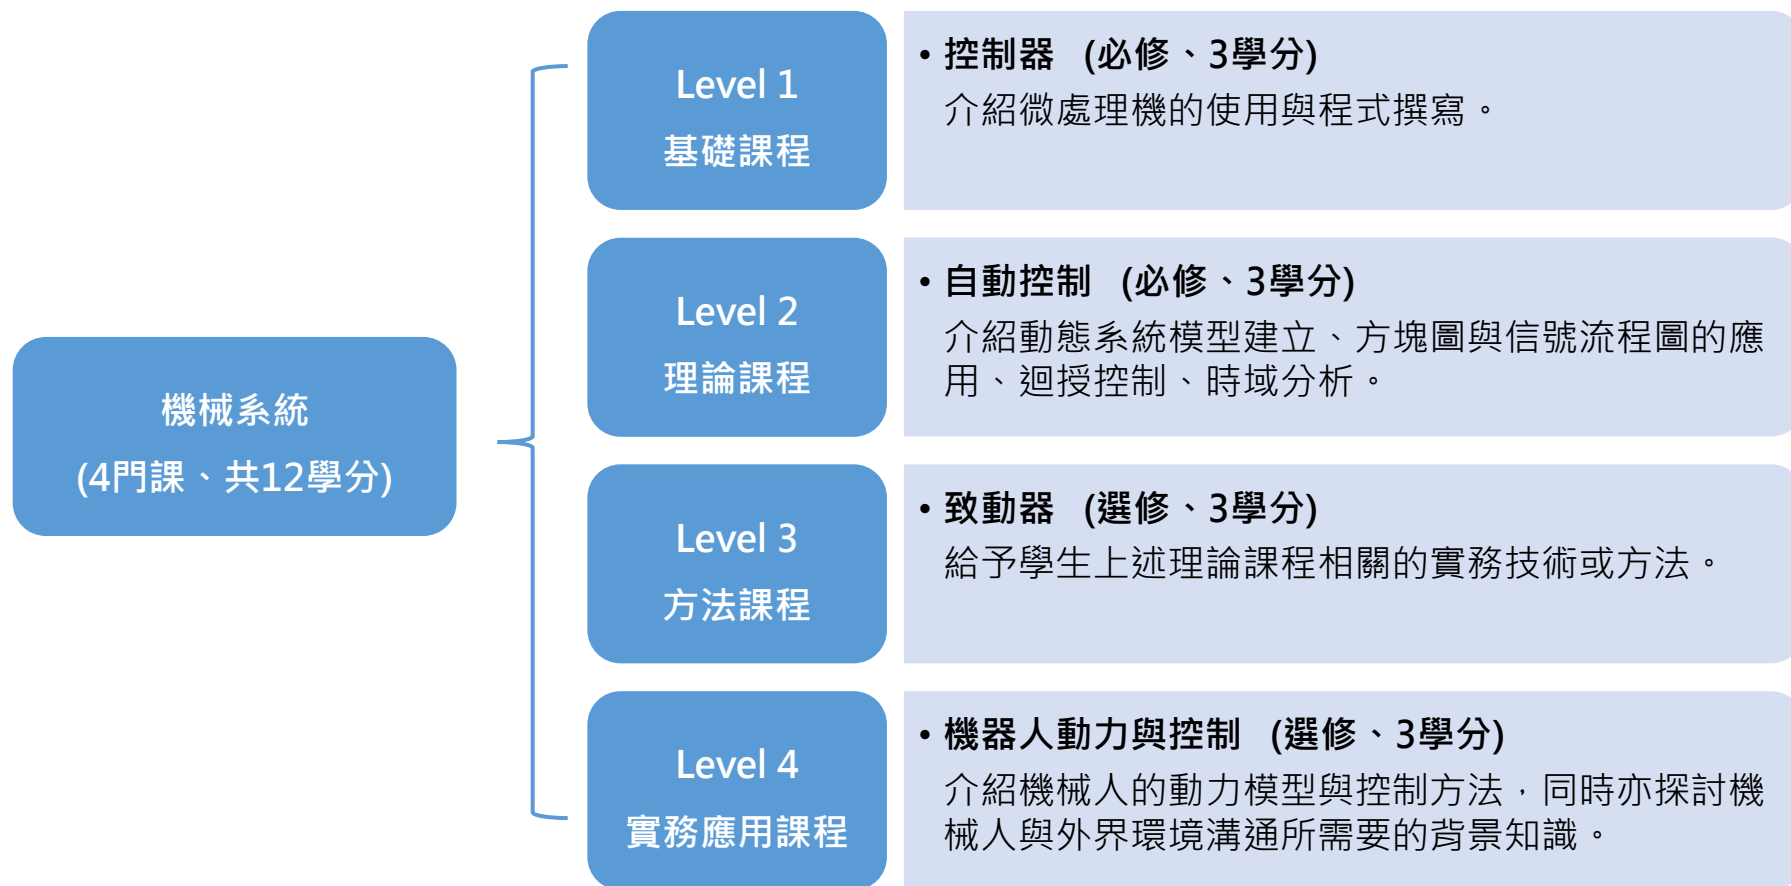 機械系統
(4門課、共12學分)
Level 1
基礎課程
• 控制器 (必修、3學分)
介紹微處理機的使用與程式撰寫。
Level 2
理論課程
• 自動控制 (必修、3學分)
介紹動態系統模型建立、方塊圖與信號流程圖的應
用、迴授控制、時域分析。
Level 3
方法課程
• 致動器 (選修、3學分)
給予學生上述理論課程相關的實務技術或方法。
Level 4
實務應用課程
• 機器人動力與控制 (選修、3學分)
介紹機械人的動力模型與控制方法，同時亦探討機
械人與外界環境溝通所需要的背景知識。